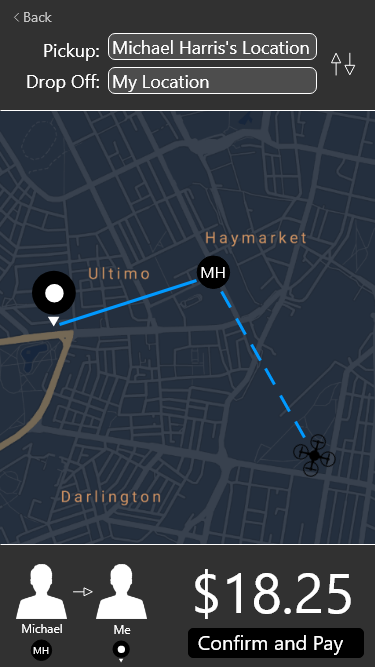 Back
Pickup: Michael Harris's Location
Drop Off: My Location
Haymarket
Ultimo
MH
Darlington
Michael
Me
MH
$18.25
Confirm and Pay